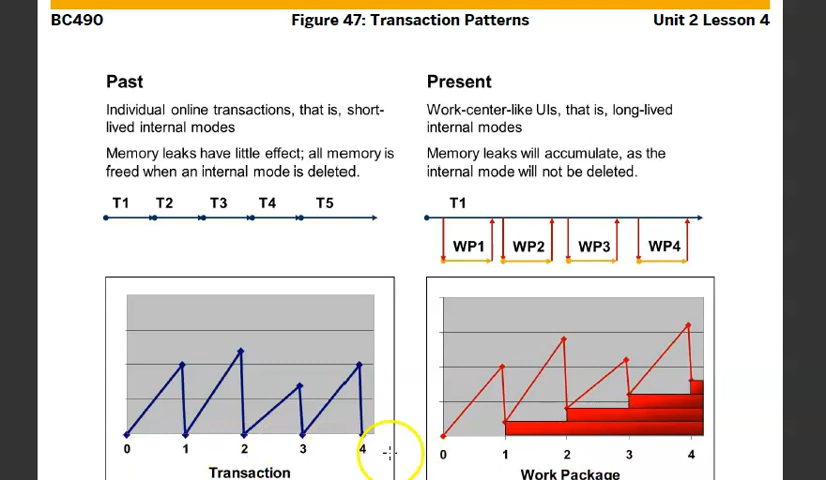 BC490 Figure 47: Transaction Patterns Unit 2 Lesson 4
Past
Individual online transactions, that is, short-
lived internal modes
Memory leaks have little effect; all memory is
freed when an internal mode is deleted.
T1 T2 T3 T4 T5
0 1 2 3 4
Transaction
Present
Work-center-like UIs, that is, long-lived
internal modes
Memory leaks will accumulate, as the
internal mode will not be deleted.
T1
WP1 WP2 WP3 WP4
0 1 2 3 4
Work Package